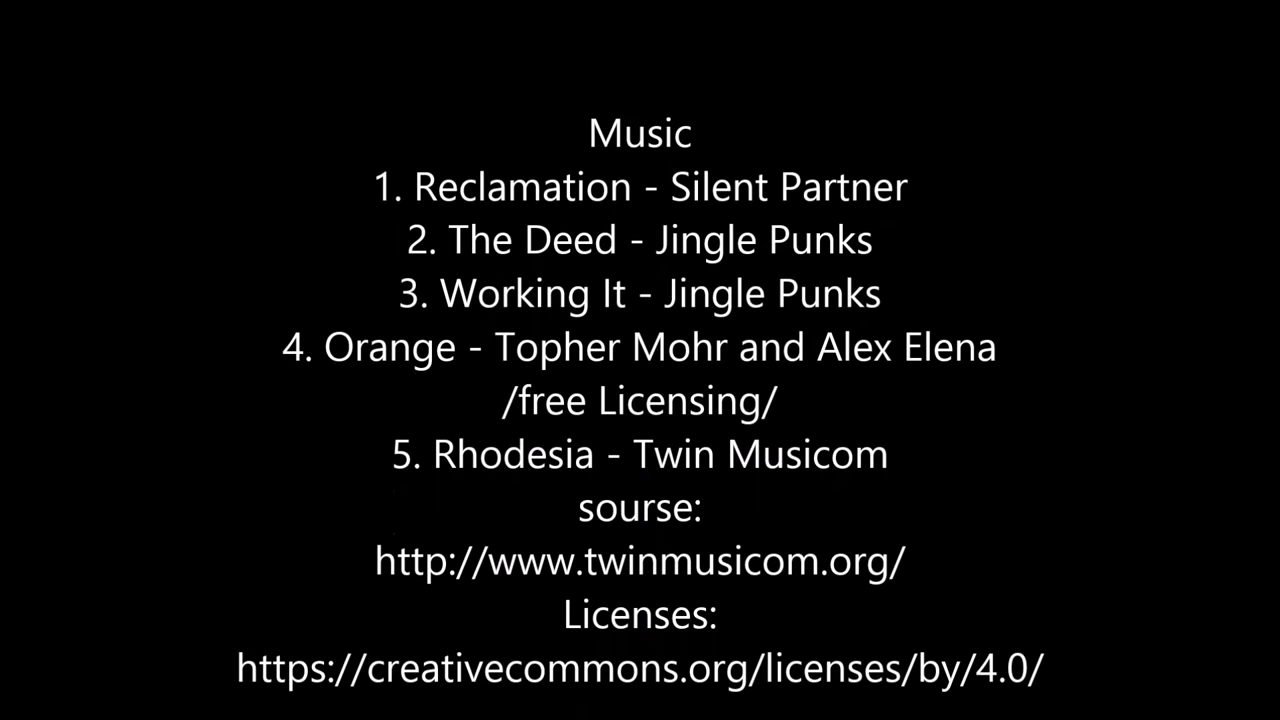 Music
1. Reclamation - Silent Partner
2. The Deed - Jingle Punks
3. Working It - Jingle Punks
4. Orange - Topher Mohr and Alex Elena
/free Licensing/
5. Rhodesia - Twin Musicom
sourse:
http://www.twinmusicom.org/
Licenses:
https://creativecommons.org/licenses/by/4.0/